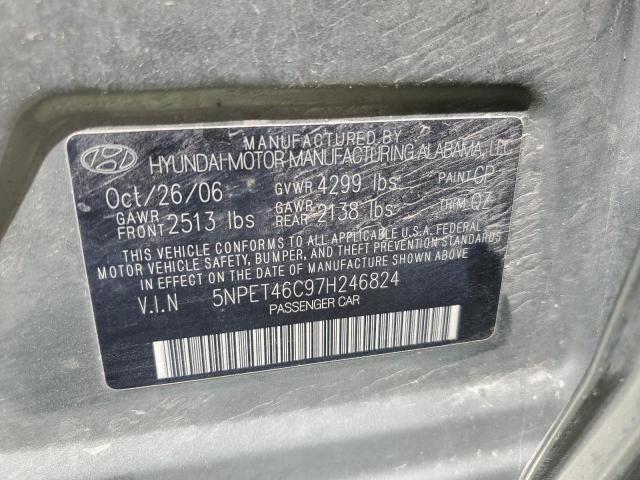 MANUFACTURED BY
HYUNDAI MOTOR MANUFACTURING ALABAMA, LLC
Oct/26/06 GVWR 4299 lbs PAINT CP
GAWR FRONT 2513 lbs GAWR REAR 2138 lbs TRIM QZ
THIS VEHICLE CONFORMS TO ALL APPLICABLE U.S.A. FEDERAL
MOTOR VEHICLE SAFETY, BUMPER, AND THEFT PREVENTION STANDARDS
IN EFFECT ON THE DATE OF MANUFACTURE SHOWN ABOVE.
V.I.N 5NPET46C97H246824
PASSENGER CAR